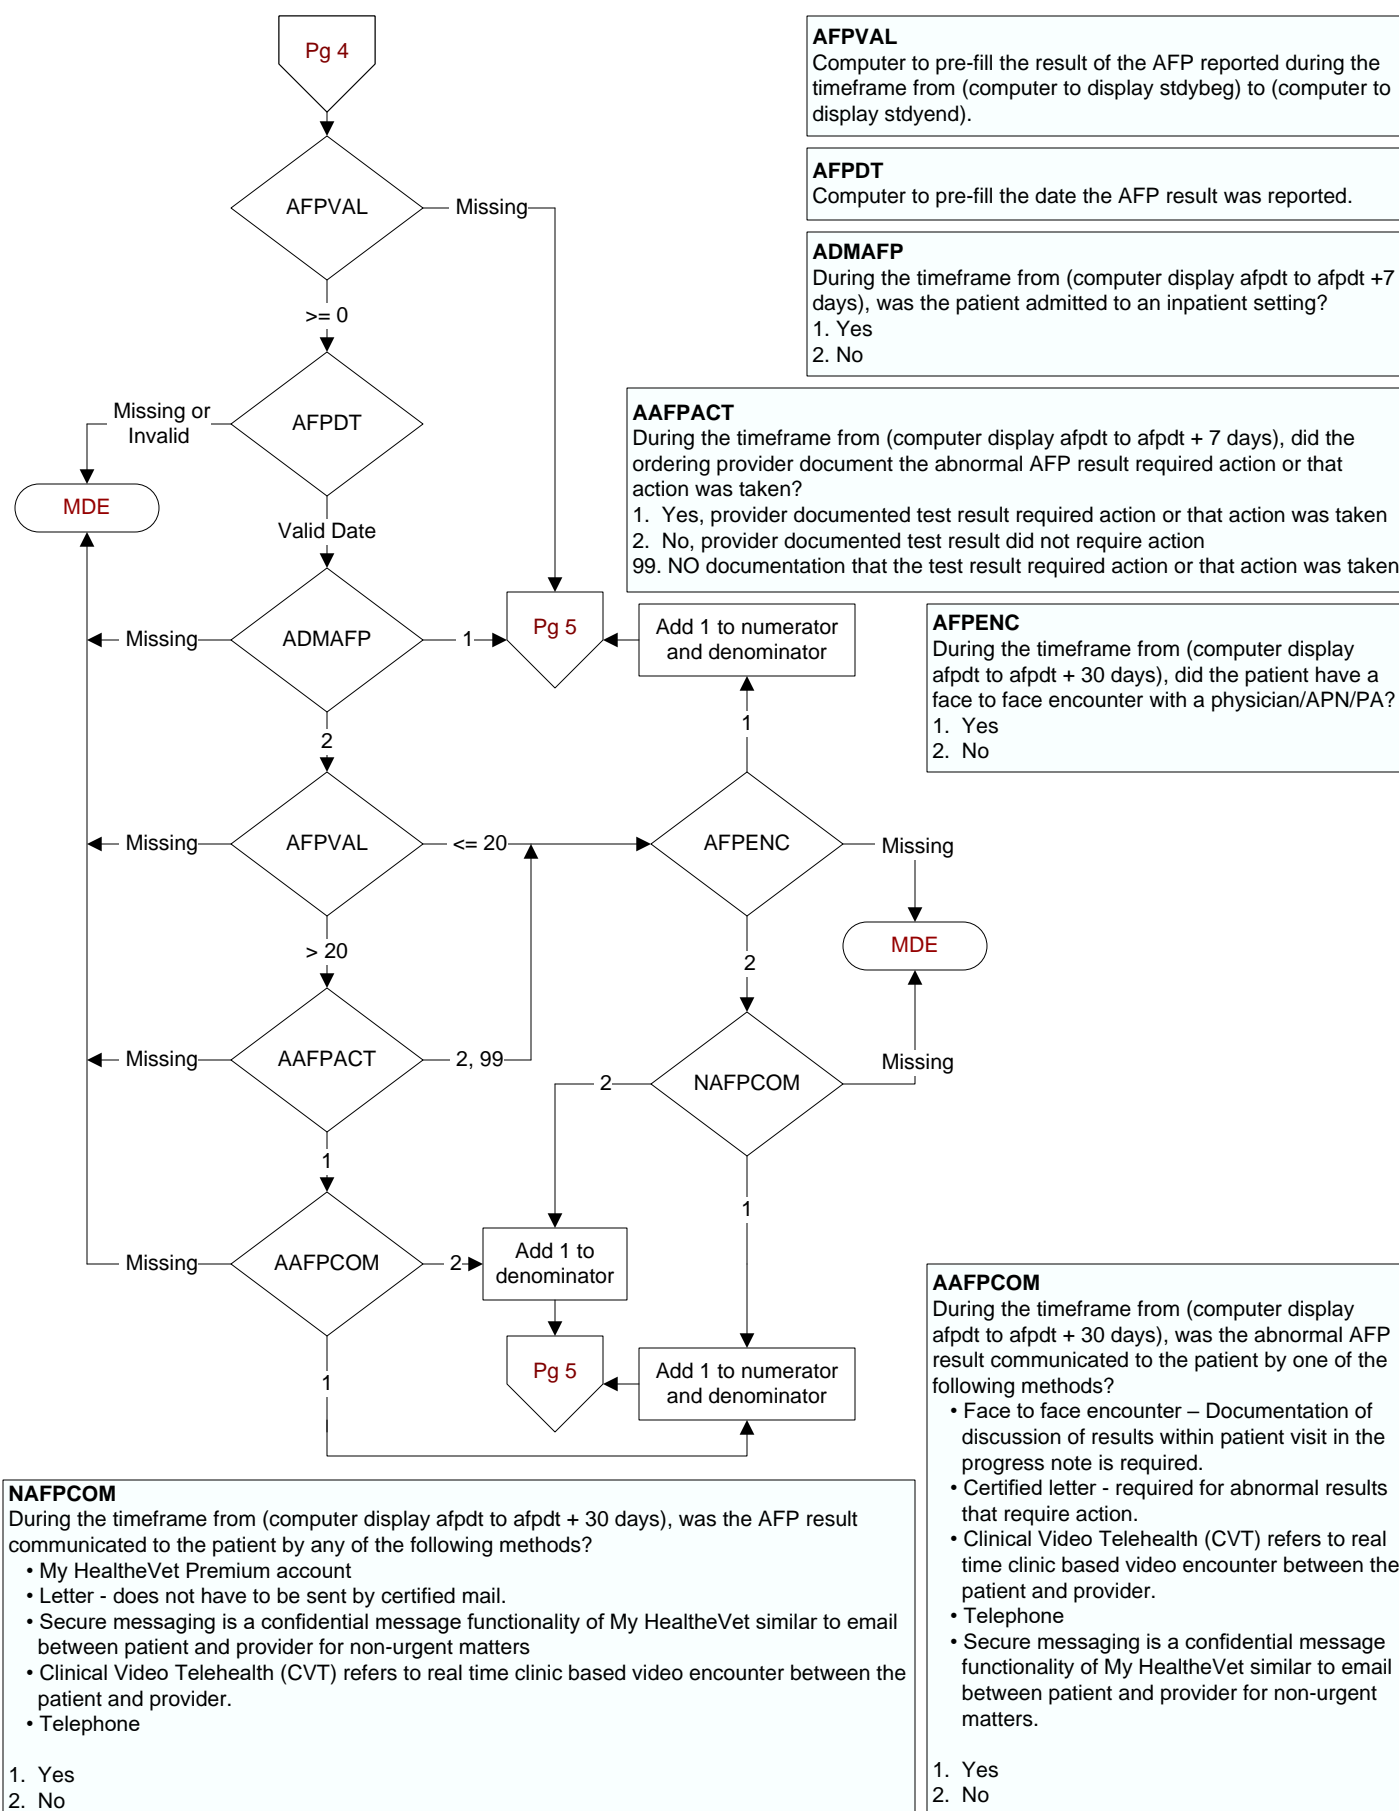 Pg 4
AFPVAL
Computer to pre-fill the result of the AFP reported during the
timeframe from (computer to display stdybeg) to (computer to
display stdyend).
AFPDT
Computer to pre-fill the date the AFP result was reported.
ADMAFP
During the timeframe from (computer display afpdt to afpdt +7
days), was the patient admitted to an inpatient setting?
1. Yes
2. No
AAFPACT
During the timeframe from (computer display afpdt to afpdt + 7 days), did the
ordering provider document the abnormal AFP result required action or that
action was taken?
1. Yes, provider documented test result required action or that action was taken
2. No, provider documented test result did not require action
99. NO documentation that the test result required action or that action was taken
AFPENC
During the timeframe from (computer display
afpdt to afpdt + 30 days), did the patient have a
face to face encounter with a physician/APN/PA?
1. Yes
2. No
AFPVAL
Missing
>= 0
AFPDT
Missing or
Invalid
MDE
Valid Date
ADMAFP
Missing
1
Pg 5
Add 1 to numerator
and denominator
2
1
AFPVAL
Missing
<= 20
AFPENC
Missing
MDE
> 20
2
AAFPACT
Missing
2, 99
NAFPCOM
Missing
2
1
1
AAFPCOM
Missing
2
Add 1 to
denominator
1
Pg 5
Add 1 to numerator
and denominator
AAFPCOM
During the timeframe from (computer display
afpdt to afpdt + 30 days), was the abnormal AFP
result communicated to the patient by one of the
following methods?
• Face to face encounter – Documentation of
discussion of results within patient visit in the
progress note is required.
• Certified letter - required for abnormal results
that require action.
• Clinical Video Telehealth (CVT) refers to real
time clinic based video encounter between the
patient and provider.
• Telephone
• Secure messaging is a confidential message
functionality of My HealtheVet similar to email
between patient and provider for non-urgent
matters.
1. Yes
2. No
NAFPCOM
During the timeframe from (computer display afpdt to afpdt + 30 days), was the AFP result
communicated to the patient by any of the following methods?
• My HealtheVet Premium account
• Letter - does not have to be sent by certified mail.
• Secure messaging is a confidential message functionality of My HealtheVet similar to email
between patient and provider for non-urgent matters
• Clinical Video Telehealth (CVT) refers to real time clinic based video encounter between the
patient and provider.
• Telephone
1. Yes
2. No